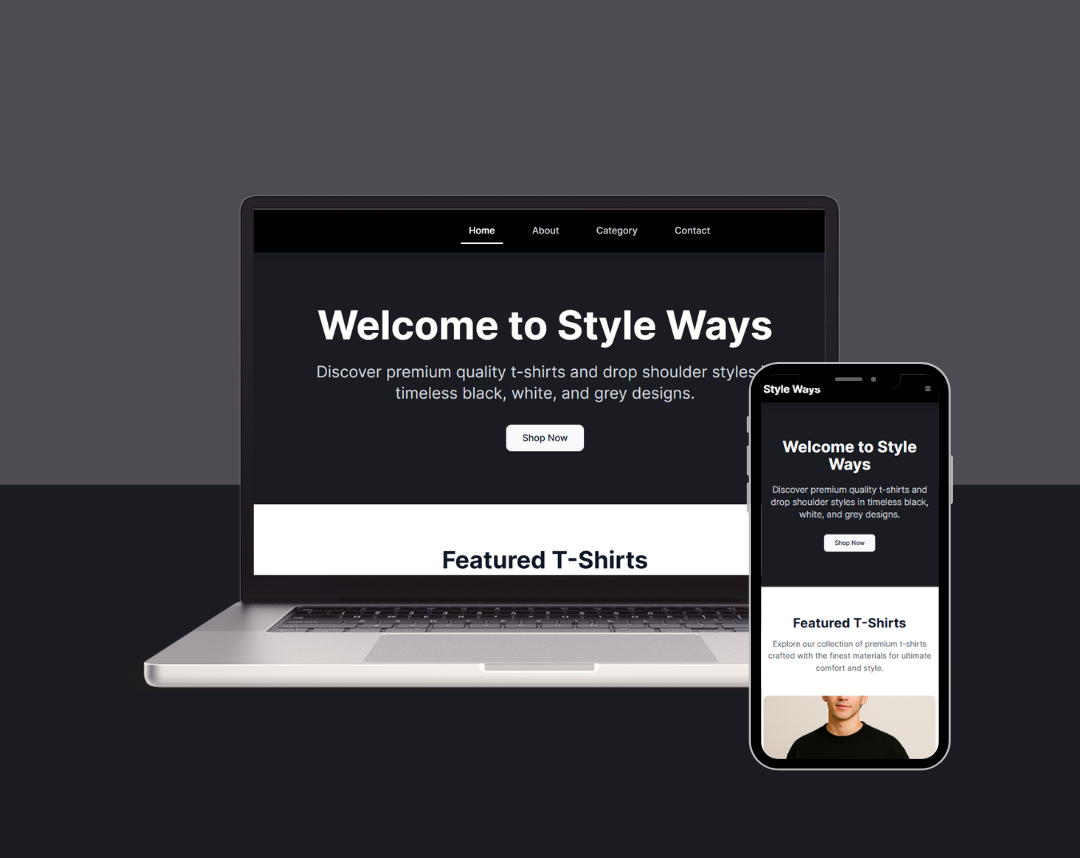 Home About Category Contact
Welcome to Style Ways
Discover premium quality t-shirts and drop shoulder styles
timeless black, white, and grey designs.
Shop Now
Featured T-Shirts
Style Ways
Welcome to Style
Ways
Discover premium quality t-shirts and
drop shoulder styles in timeless black,
white, and grey designs.
Shop Now
Featured T-Shirts
Explore our collection of premium t-shirts
crafted with the finest materials for ultimate
comfort and style.